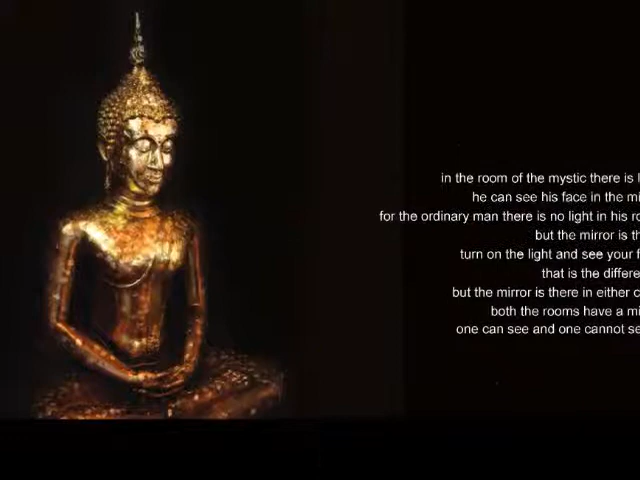 in the room of the mystic there is
he can see his face in the
for the ordinary man there is no light in his
but the mirror is
turn on the light and see your
that is the
but the mirror is there in either
both the rooms have a
one can see and one cannot